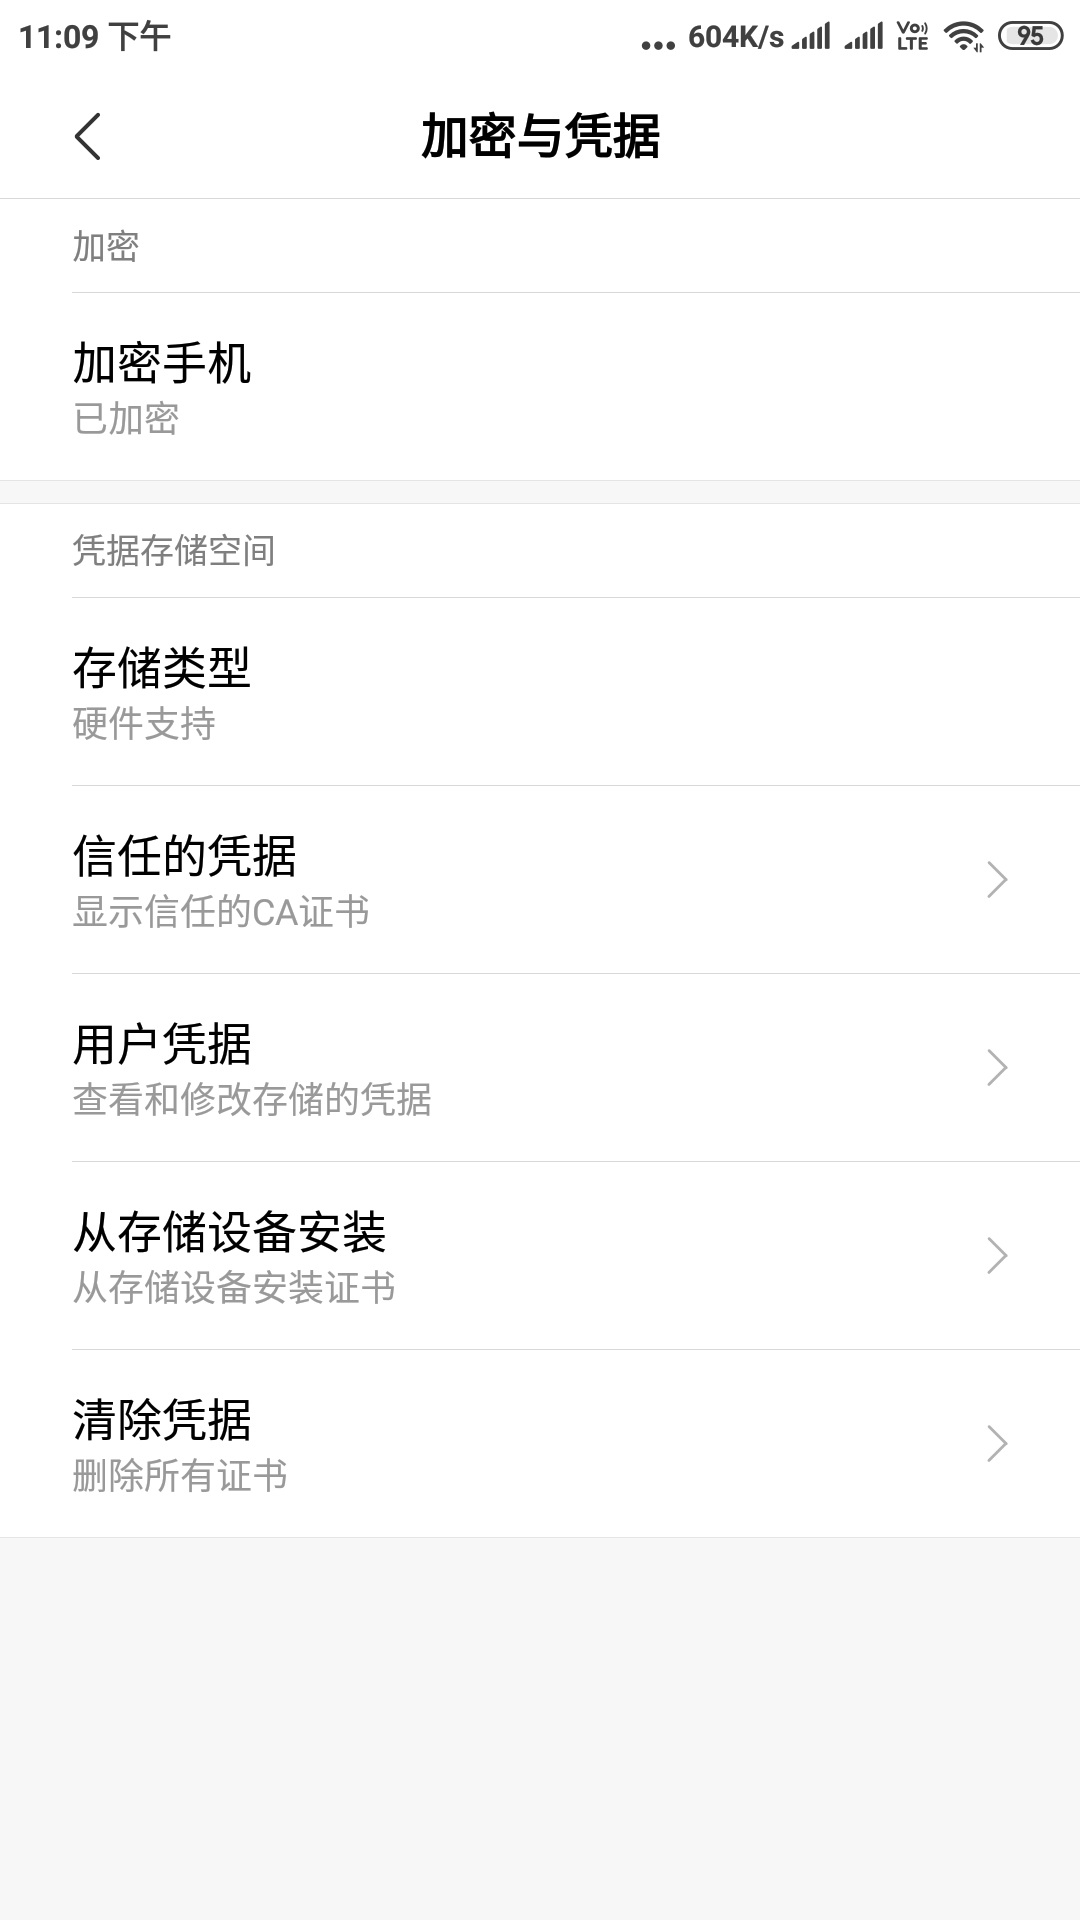 11:09 下午 ... 604K/s VoLTE 95
加密与凭据
加密
加密手机
已加密
凭据存储空间
存储类型
硬件支持
信任的凭据
显示信任的CA证书
用户凭据
查看和修改存储的凭据
从存储设备安装
从存储设备安装证书
清除凭据
删除所有证书